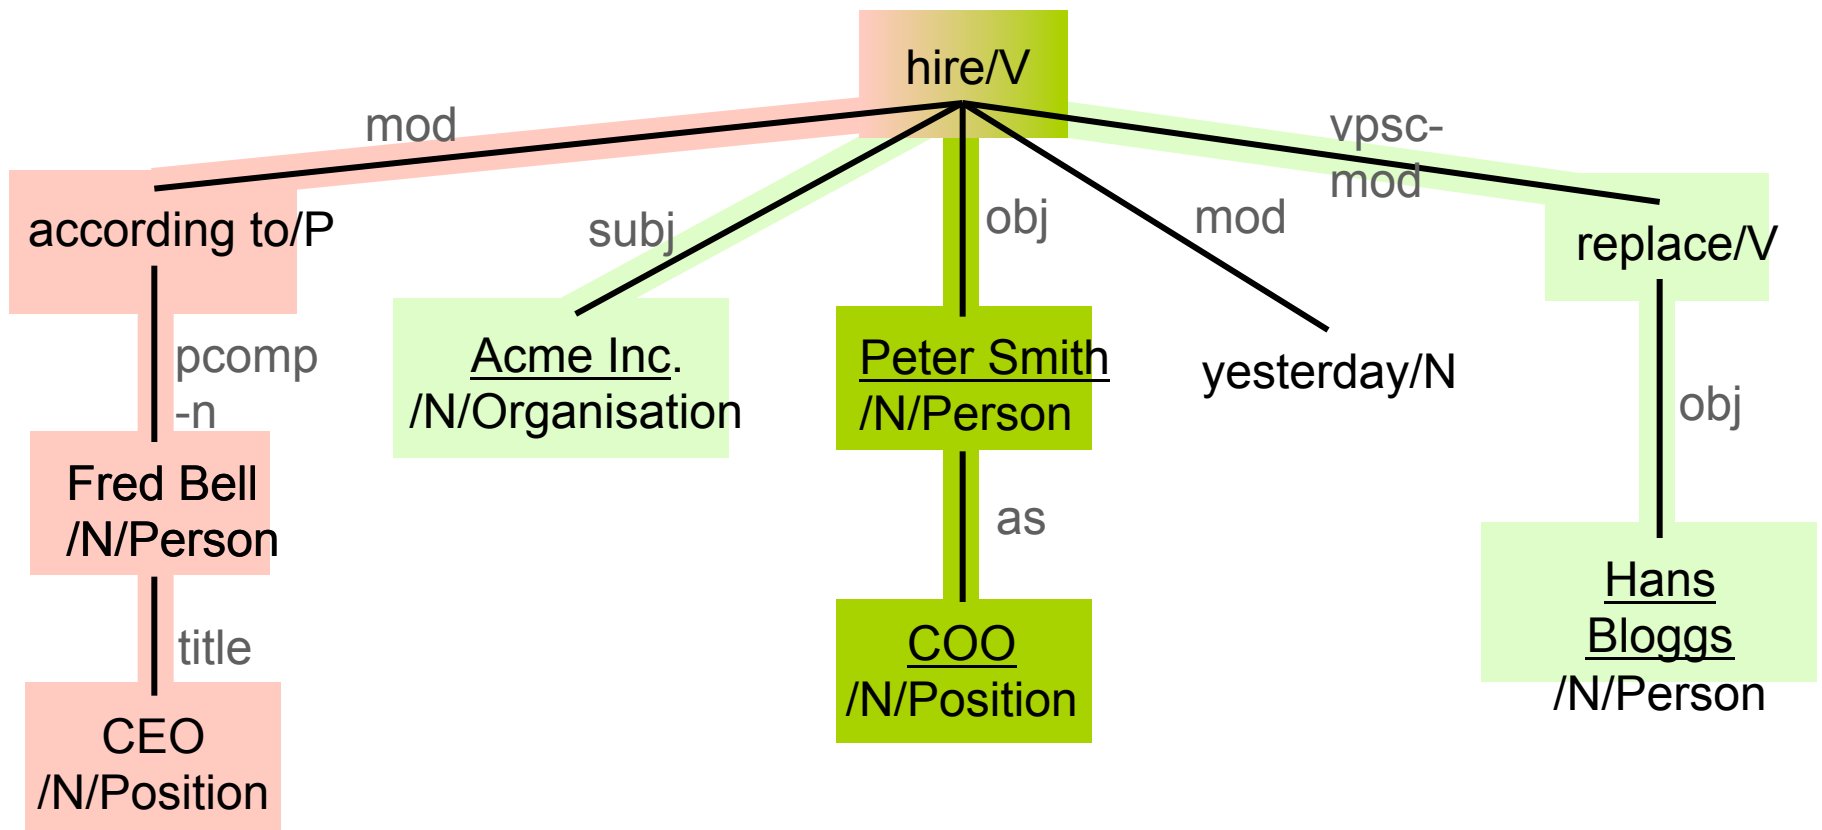 hire/V
mod
subj
obj
mod
vpsc-
mod
according to/P
replace/V
pcomp
-n
Acme Inc.
/N/Organisation
Peter Smith
/N/Person
yesterday/N
obj
Fred Bell
/N/Person
as
Hans
Bloggs
/N/Person
title
COO
/N/Position
CEO
/N/Position